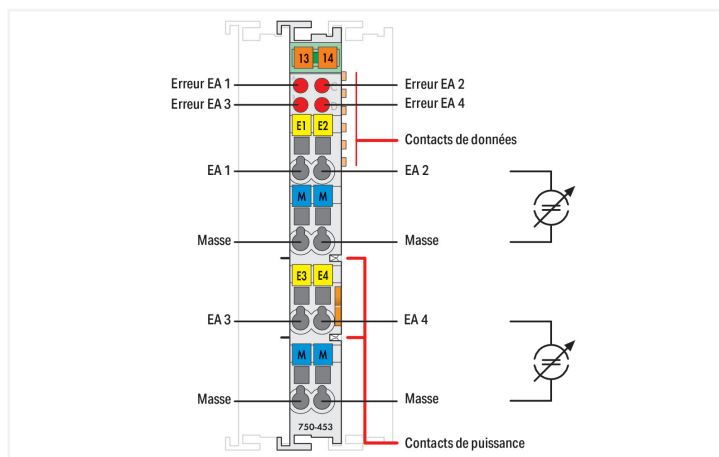 13 14
Erreur EA 1
Erreur EA 2
Erreur EA 3
Erreur EA 4
E1 E2
Contacts de données
EA 1
EA 2
M M
Masse
Masse
E3 E4
EA 3
EA 4
M M
Masse
Masse
750-453
Contacts de puissance